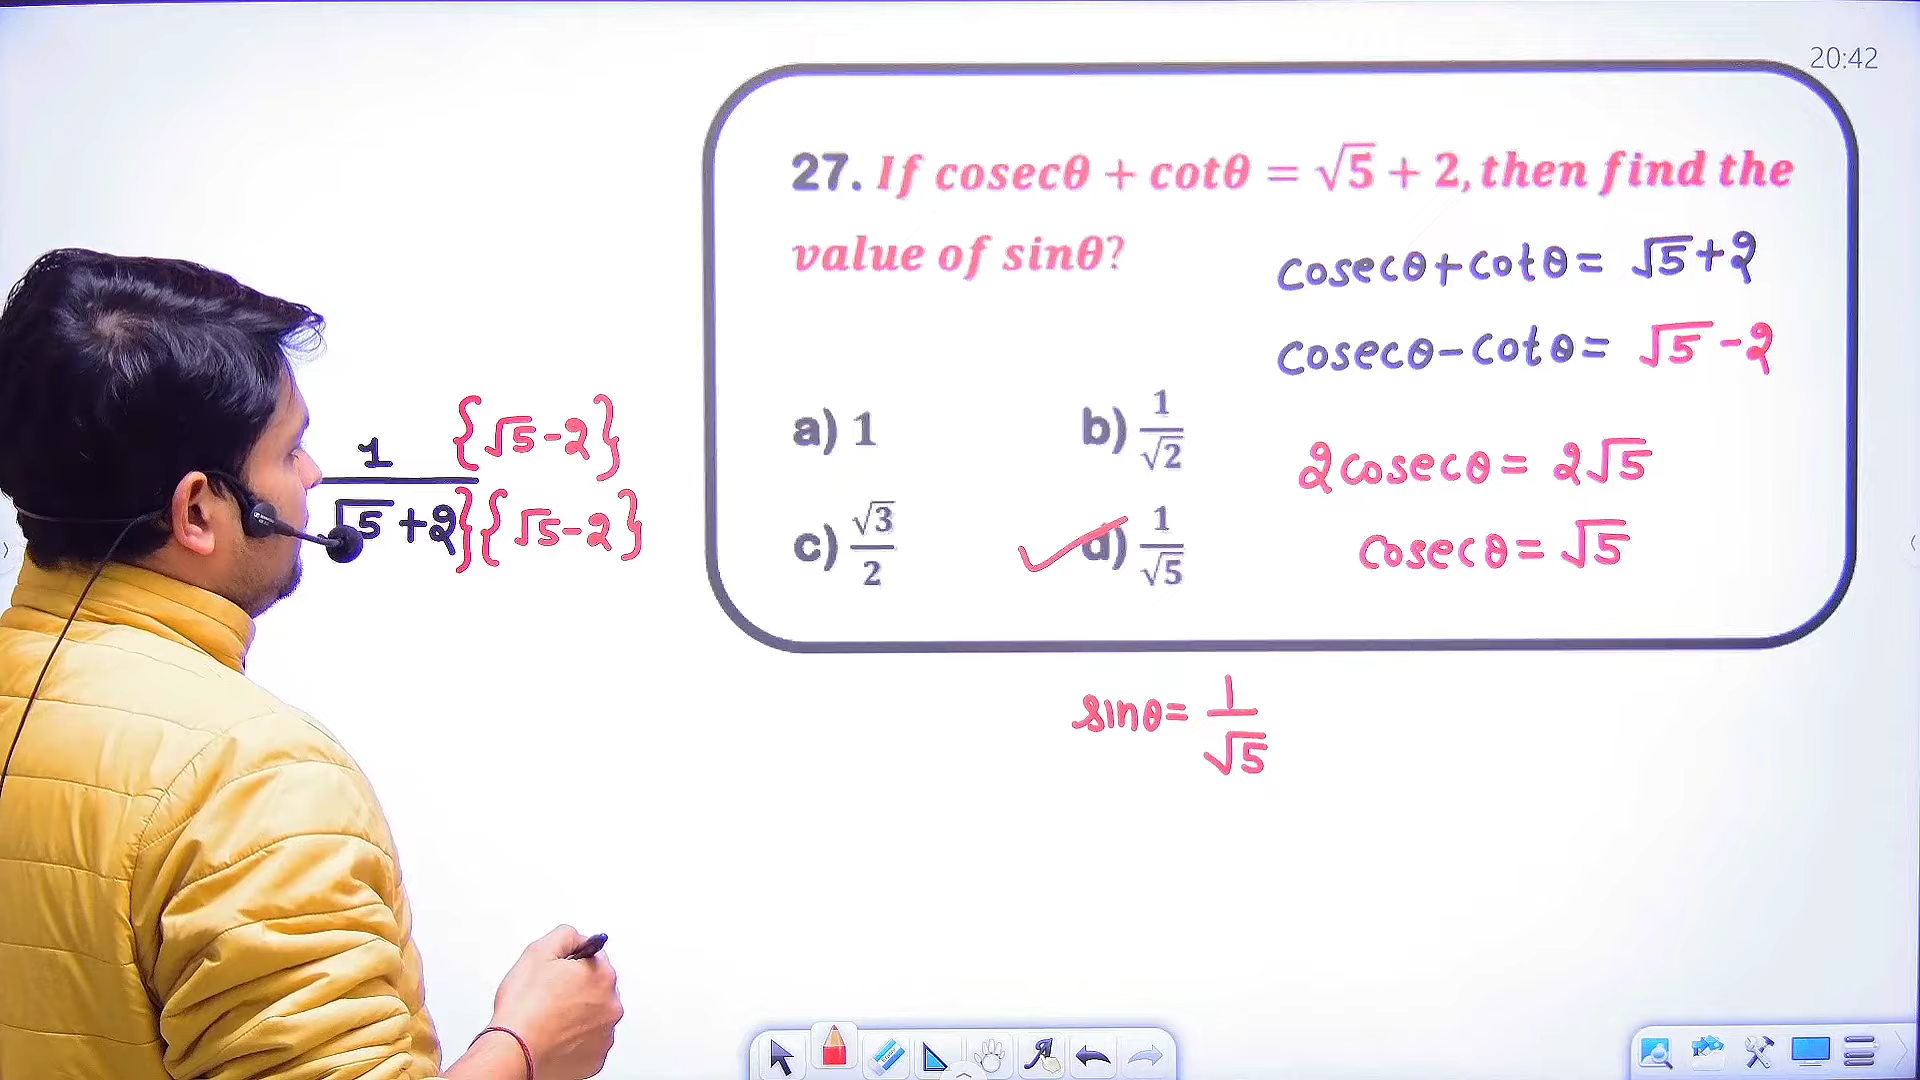 20:42
27. If cosecθ + cotθ = √5 + 2, then find the
value of sinθ?
cosecθ+cotθ= √5+2
cosecθ-cotθ= √5-2
a) 1
b) 1/√2
2cosecθ= 2√5
c) √3/2
d) 1/√5
cosecθ= √5
1 {√5-2}
√5+2}{√5-2}
sinθ= 1/√5